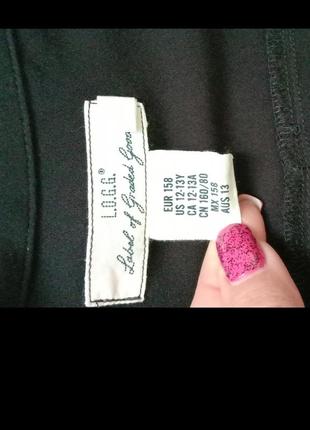 L.O.G.G.®
Label of Graded Goods
EUR 158
US 12-13Y
CA 12-13A
CN 160/80
MX 158
AUS 13